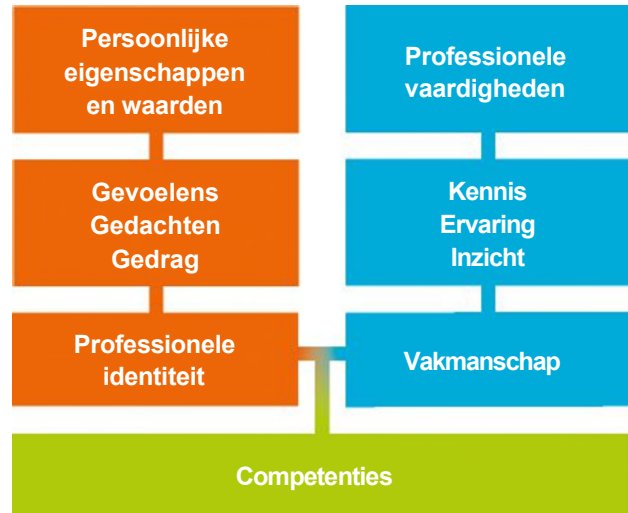 Persoonlijke
eigenschappen
en waarden
Professionele
vaardigheden
Gevoelens
Gedachten
Gedrag
Kennis
Ervaring
Inzicht
Professionele
identiteit
Vakmanschap
Competenties